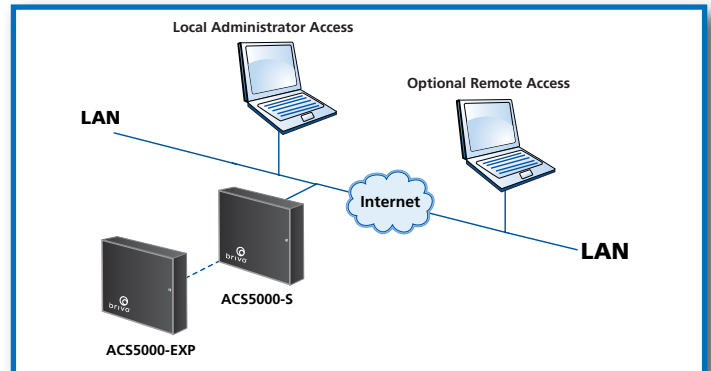 Local Administrator Access
Optional Remote Access
LAN
Internet
LAN
brivo
ACS5000-S
brivo
ACS5000-EXP